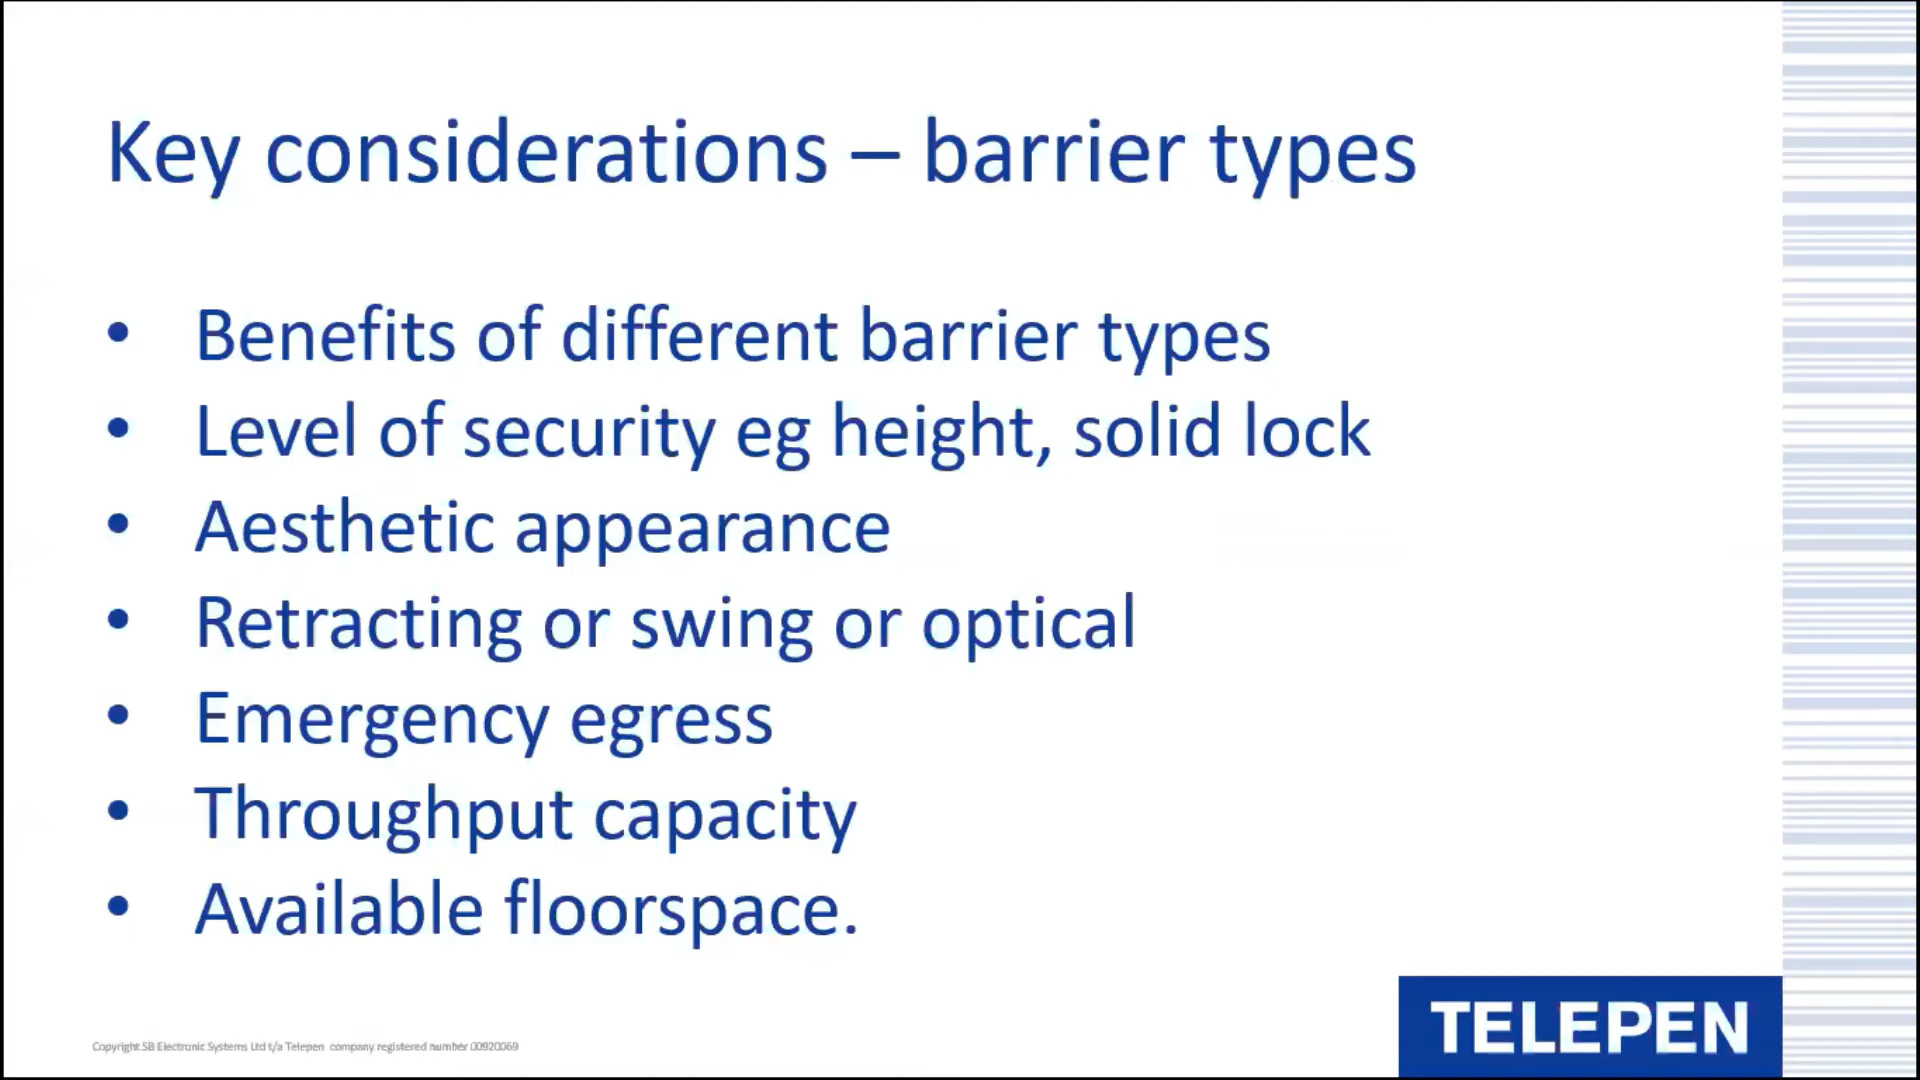 Key considerations – barrier types
• Benefits of different barrier types
• Level of security eg height, solid lock
• Aesthetic appearance
• Retracting or swing or optical
• Emergency egress
• Throughput capacity
• Available floorspace.
TELEPEN
Copyright SB Electronic Systems Ltd t/a Telepen company registered number 00920069